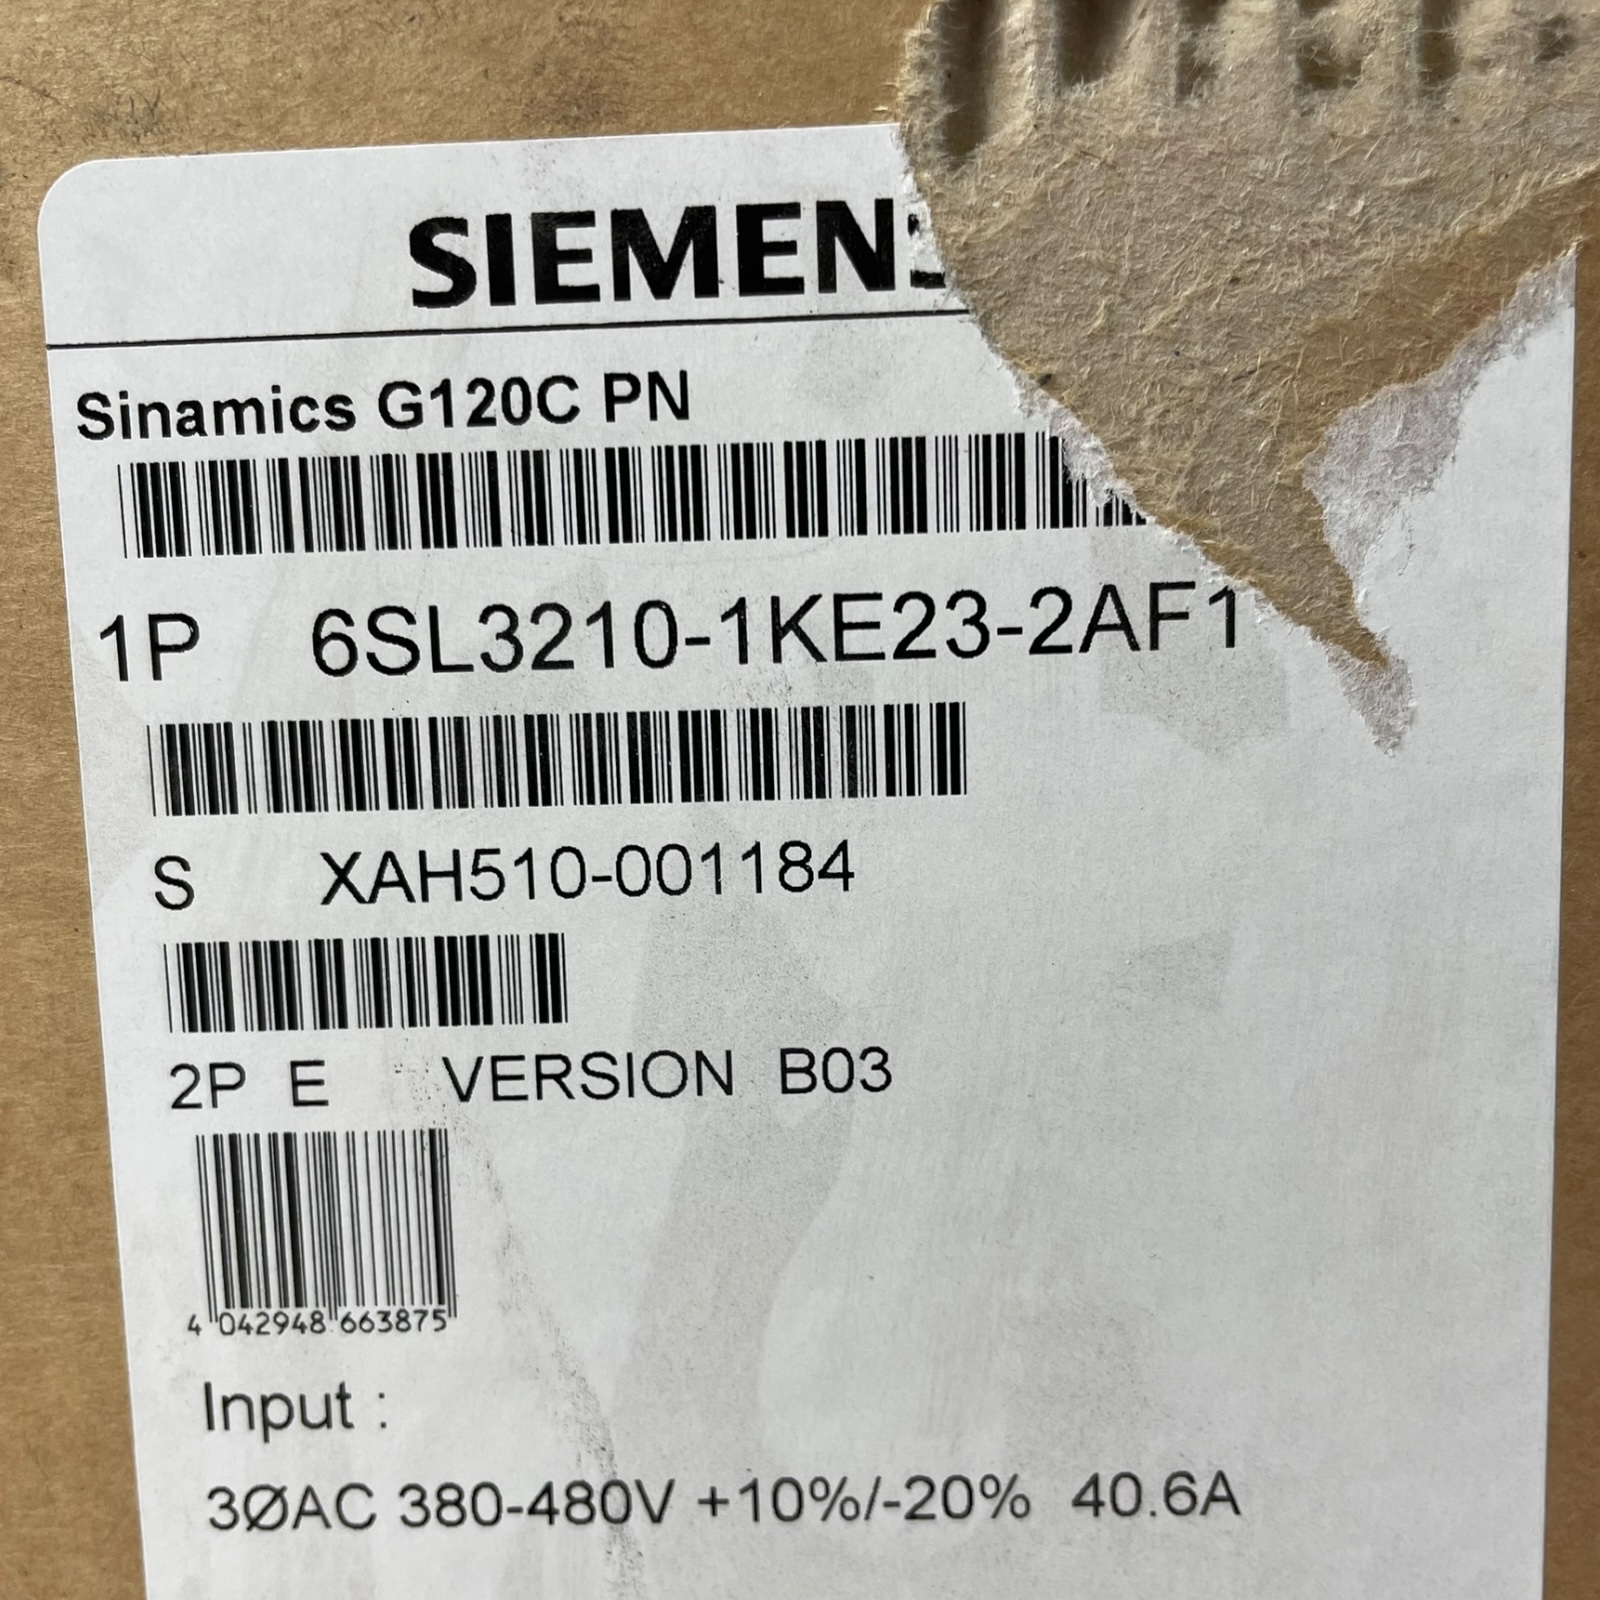 SIEMENS
Sinamics G120C PN
1P 6SL3210-1KE23-2AF1
S XAH510-001184
2P E VERSION B03
4 042948 663875
Input :
3ØAC 380-480V +10%/-20% 40.6A